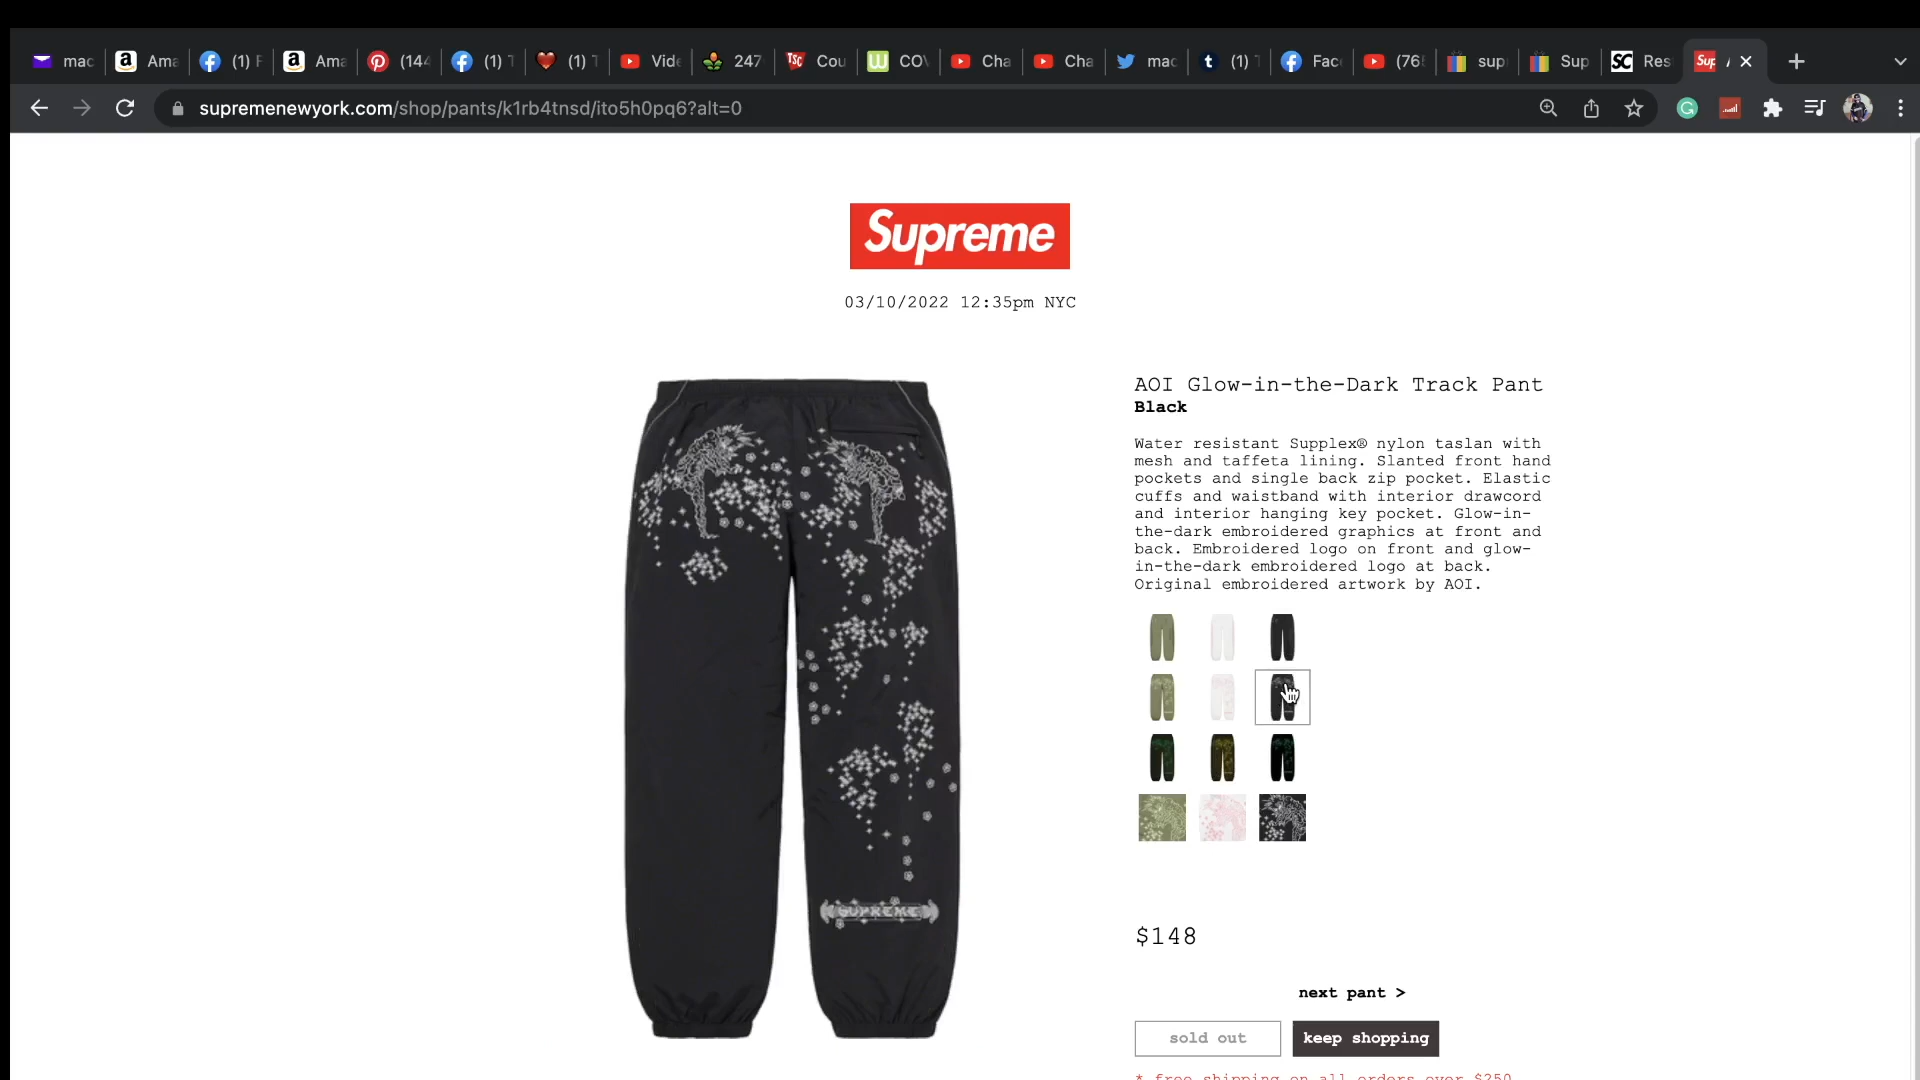 mac
Ama
(1) F
Ama
(144
(1) T
(1) T
Vide
247
TSC
Cou
COV
Cha
Cha
mac
(1) T
Fac
(76
sup
Sup
SC
Res
Sup
supremenewyork.com/shop/pants/k1rb4tnsd/ito5h0pq6?alt=0
Supreme
03/10/2022 12:35pm NYC
AOI Glow-in-the-Dark Track Pant
Black
Water resistant Supplex® nylon taslan with
mesh and taffeta lining. Slanted front hand
pockets and single back zip pocket. Elastic
cuffs and waistband with interior drawcord
and interior hanging key pocket. Glow-in-
the-dark embroidered graphics at front and
back. Embroidered logo on front and glow-
in-the-dark embroidered logo at back.
Original embroidered artwork by AOI.
SUPREME
$148
next pant >
sold out
keep shopping
* free shipping on all orders over $250